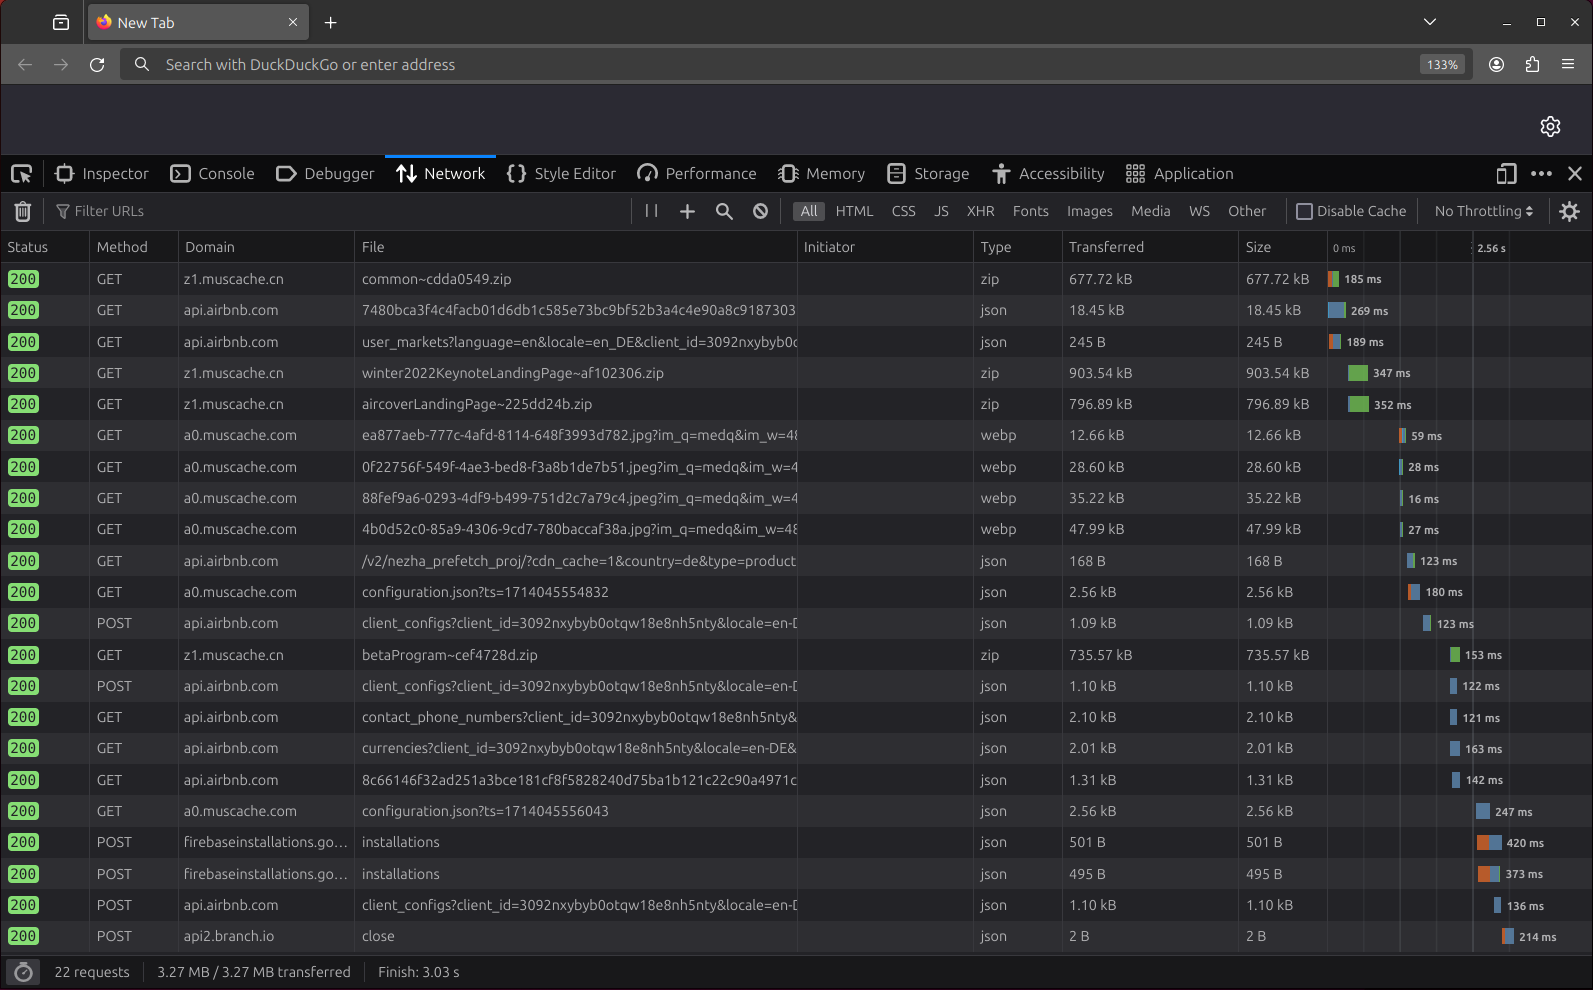 New Tab
Search with DuckDuckGo or enter address 133%
Inspector Console Debugger Network Style Editor Performance Memory Storage Accessibility Application
Filter URLs All HTML CSS JS XHR Fonts Images Media WS Other Disable Cache No Throttling
Status Method Domain File Initiator Type Transferred Size 0 ms 2.56 s
200 GET z1.muscache.cn common~cdda0549.zip zip 677.72 kB 677.72 kB 185 ms
200 GET api.airbnb.com 7480bca3f4c4facb01d6db1c585e73bc9bf52b3a4c4e90a8c9187303 json 18.45 kB 18.45 kB 269 ms
200 GET api.airbnb.com user_markets?language=en&locale=en_DE&client_id=3092nxybyb0c json 245 B 245 B 189 ms
200 GET z1.muscache.cn winter2022KeynoteLandingPage~af102306.zip zip 903.54 kB 903.54 kB 347 ms
200 GET z1.muscache.cn aircoverLandingPage~225dd24b.zip zip 796.89 kB 796.89 kB 352 ms
200 GET a0.muscache.com ea877aeb-777c-4afd-8114-648f3993d782.jpg?im_q=medq&im_w=48 webp 12.66 kB 12.66 kB 59 ms
200 GET a0.muscache.com 0f22756f-549f-4ae3-bed8-f3a8b1de7b51.jpeg?im_q=medq&im_w=4 webp 28.60 kB 28.60 kB 28 ms
200 GET a0.muscache.com 88fef9a6-0293-4df9-b499-751d2c7a79c4.jpeg?im_q=medq&im_w=4 webp 35.22 kB 35.22 kB 16 ms
200 GET a0.muscache.com 4b0d52c0-85a9-4306-9cd7-780baccaf38a.jpg?im_q=medq&im_w=48 webp 47.99 kB 47.99 kB 27 ms
200 GET api.airbnb.com /v2/nezha_prefetch_proj/?cdn_cache=1&country=de&type=product json 168 B 168 B 123 ms
200 GET a0.muscache.com configuration.json?ts=1714045554832 json 2.56 kB 2.56 kB 180 ms
200 POST api.airbnb.com client_configs?client_id=3092nxybyb0otqw18e8nh5nty&locale=en-D json 1.09 kB 1.09 kB 123 ms
200 GET z1.muscache.cn betaProgram~cef4728d.zip zip 735.57 kB 735.57 kB 153 ms
200 POST api.airbnb.com client_configs?client_id=3092nxybyb0otqw18e8nh5nty&locale=en-D json 1.10 kB 1.10 kB 122 ms
200 GET api.airbnb.com contact_phone_numbers?client_id=3092nxybyb0otqw18e8nh5nty& json 2.10 kB 2.10 kB 121 ms
200 GET api.airbnb.com currencies?client_id=3092nxybyb0otqw18e8nh5nty&locale=en-DE& json 2.01 kB 2.01 kB 163 ms
200 GET api.airbnb.com 8c66146f32ad251a3bce181cf8f5828240d75ba1b121c22c90a4971c json 1.31 kB 1.31 kB 142 ms
200 GET a0.muscache.com configuration.json?ts=1714045556043 json 2.56 kB 2.56 kB 247 ms
200 POST firebaseinstallations.go… installations json 501 B 501 B 420 ms
200 POST firebaseinstallations.go… installations json 495 B 495 B 373 ms
200 POST api.airbnb.com client_configs?client_id=3092nxybyb0otqw18e8nh5nty&locale=en-D json 1.10 kB 1.10 kB 136 ms
200 POST api2.branch.io close json 2 B 2 B 214 ms
22 requests 3.27 MB / 3.27 MB transferred Finish: 3.03 s